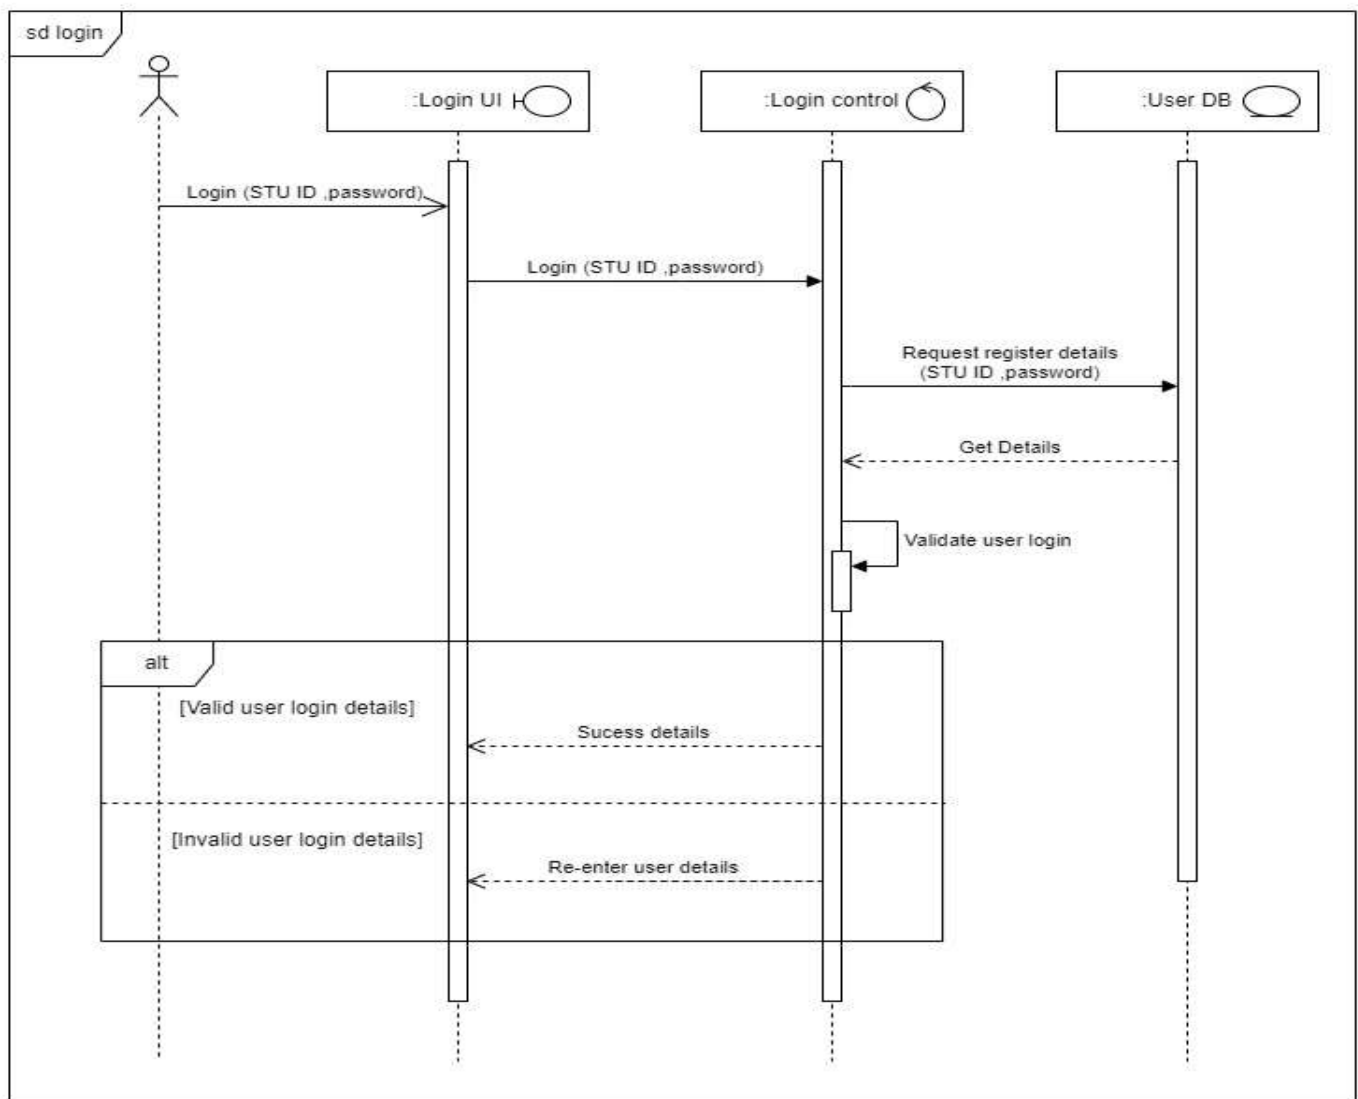 sd login
:Login UI
:Login control
:User DB
Login (STU ID ,password)
Login (STU ID ,password)
Request register details
(STU ID ,password)
Get Details
Validate user login
alt
[Valid user login details]
Sucess details
[Invalid user login details]
Re-enter user details